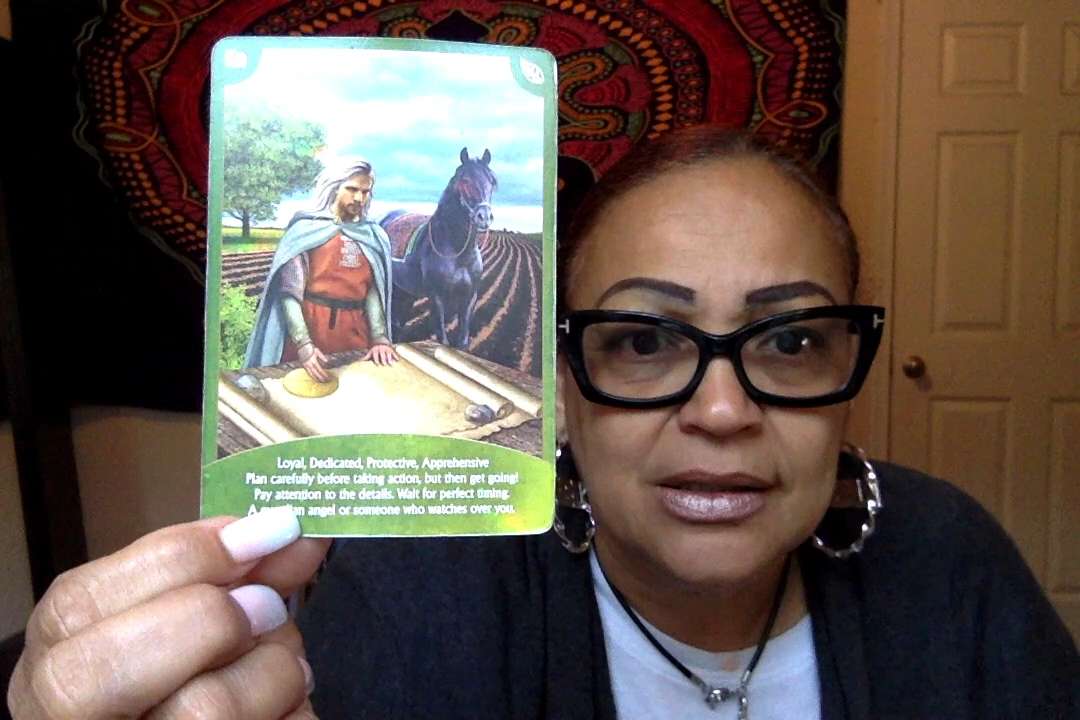 Loyal, Dedicated, Protective, Apprehensive
Plan carefully before taking action, but then get going!
Pay attention to the details. Wait for perfect timing.
A angel or someone who watches over you.